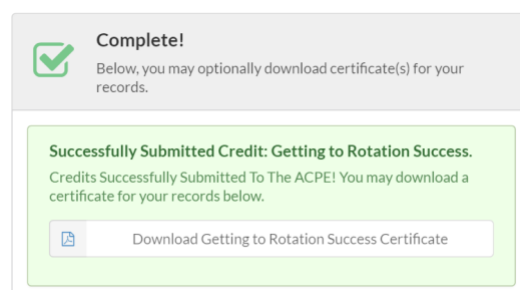 Complete!
Below, you may optionally download certificate(s) for your
records.
Successfully Submitted Credit: Getting to Rotation Success.
Credits Successfully Submitted To The ACPE! You may download a
certificate for your records below.
Download Getting to Rotation Success Certificate